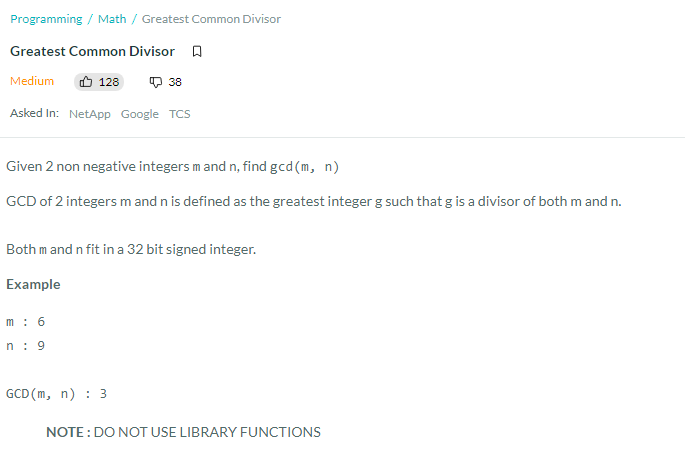 Programming / Math / Greatest Common Divisor
Greatest Common Divisor
Medium 128 38
Asked In: NetApp Google TCS
Given 2 non negative integers m and n, find gcd(m, n)
GCD of 2 integers m and n is defined as the greatest integer g such that g is a divisor of both m and n.
Both m and n fit in a 32 bit signed integer.
Example
m : 6
n : 9
GCD(m, n) : 3
NOTE : DO NOT USE LIBRARY FUNCTIONS